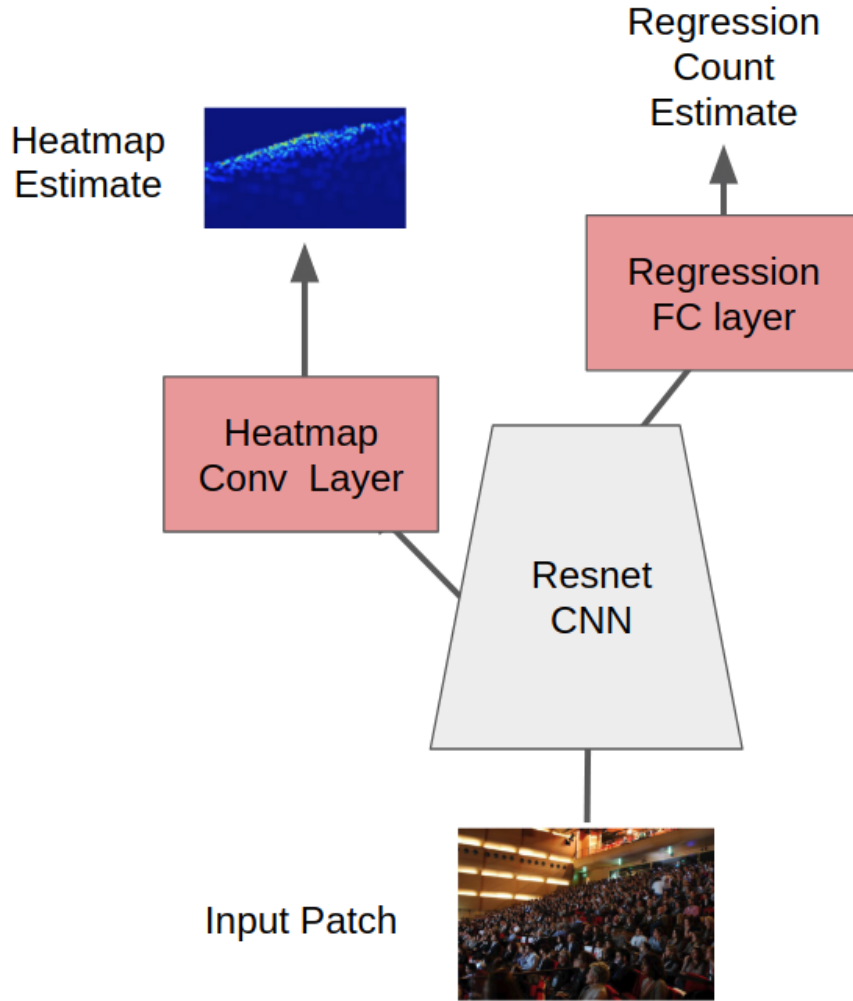 Regression
Count
Estimate
Heatmap
Estimate
Regression
FC layer
Heatmap
Conv Layer
Resnet
CNN
Input Patch